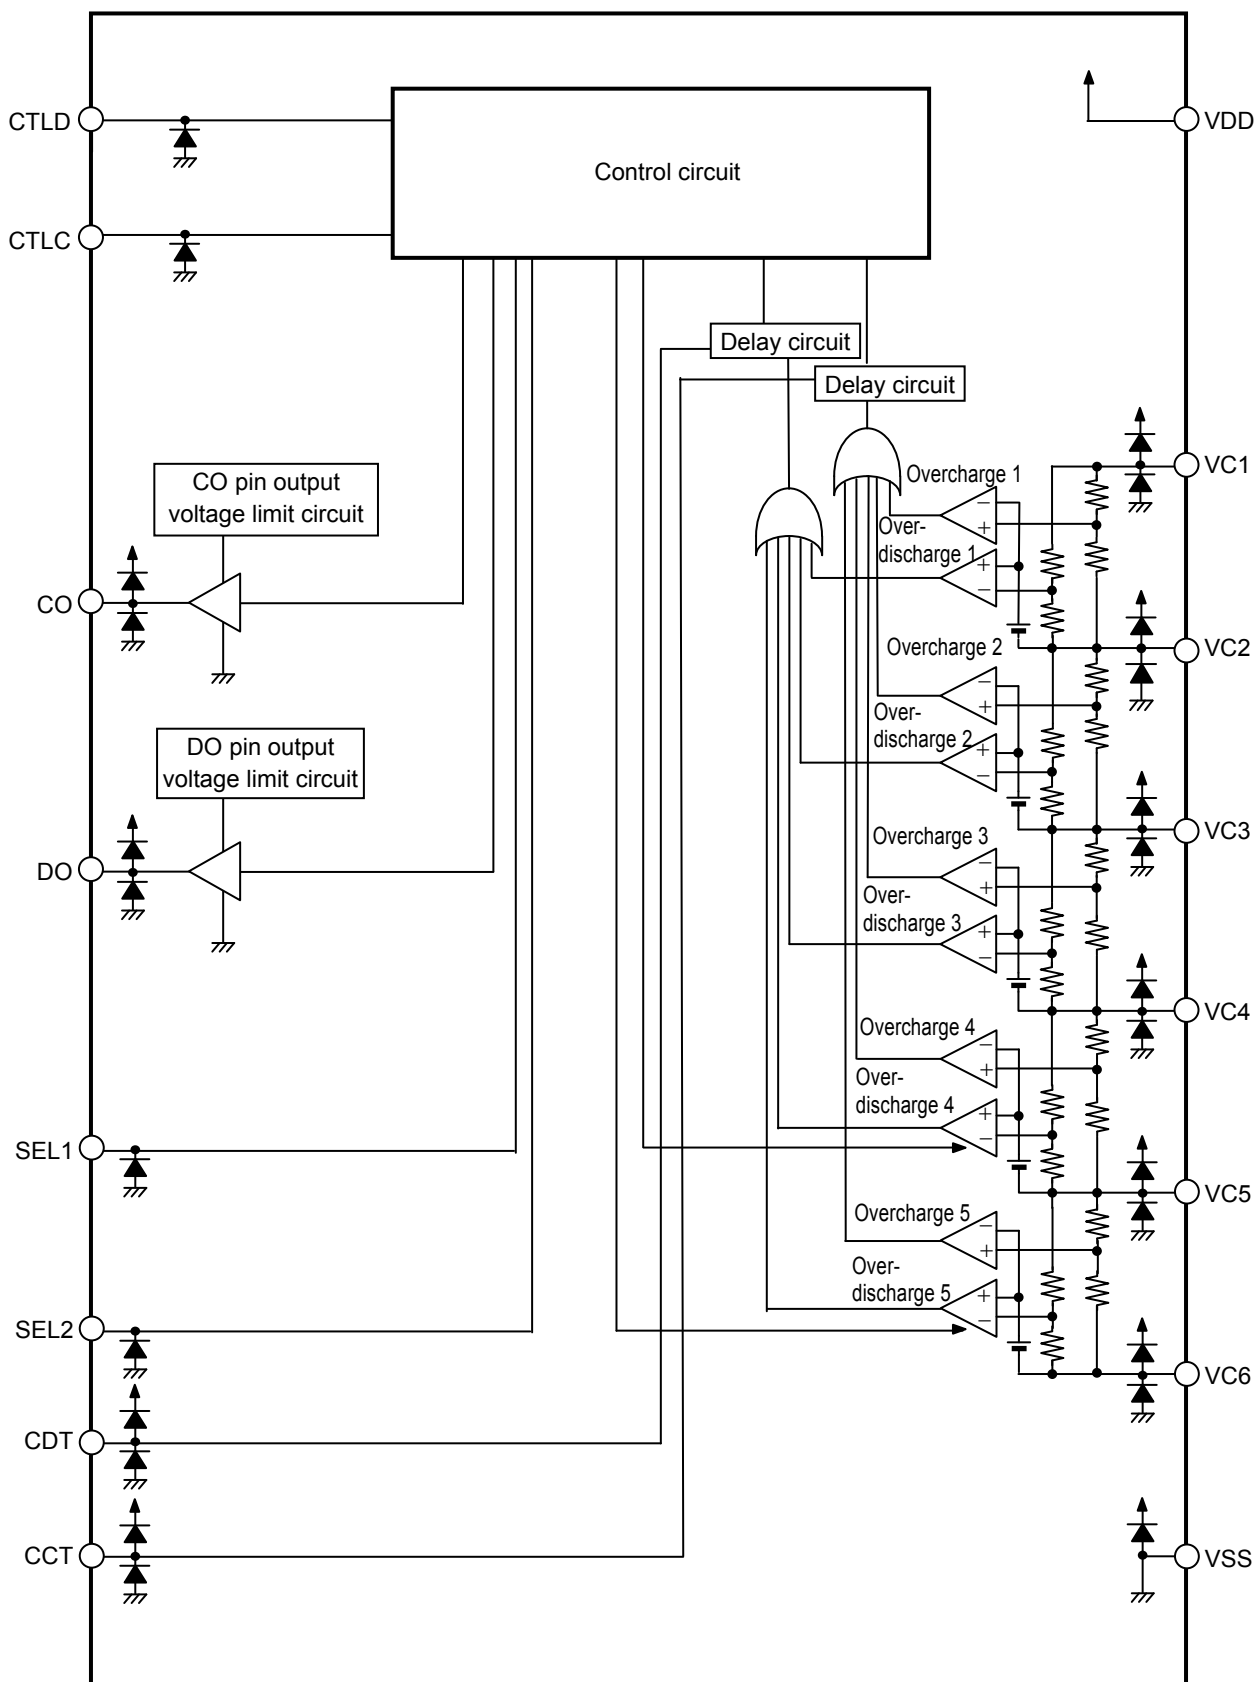 CTLD
Control circuit
VDD
CTLC
Delay circuit
Delay circuit
CO pin output
voltage limit circuit
Overcharge 1
VC1
−
+
Over-
discharge 1
+
−
CO
Overcharge 2
VC2
−
+
Over-
discharge 2
+
−
DO pin output
voltage limit circuit
Overcharge 3
VC3
−
+
DO
Over-
discharge 3
+
−
Overcharge 4
VC4
−
+
Over-
discharge 4
+
−
SEL1
VC5
Overcharge 5
−
+
Over-
discharge 5
+
−
SEL2
VC6
CDT
CCT
VSS